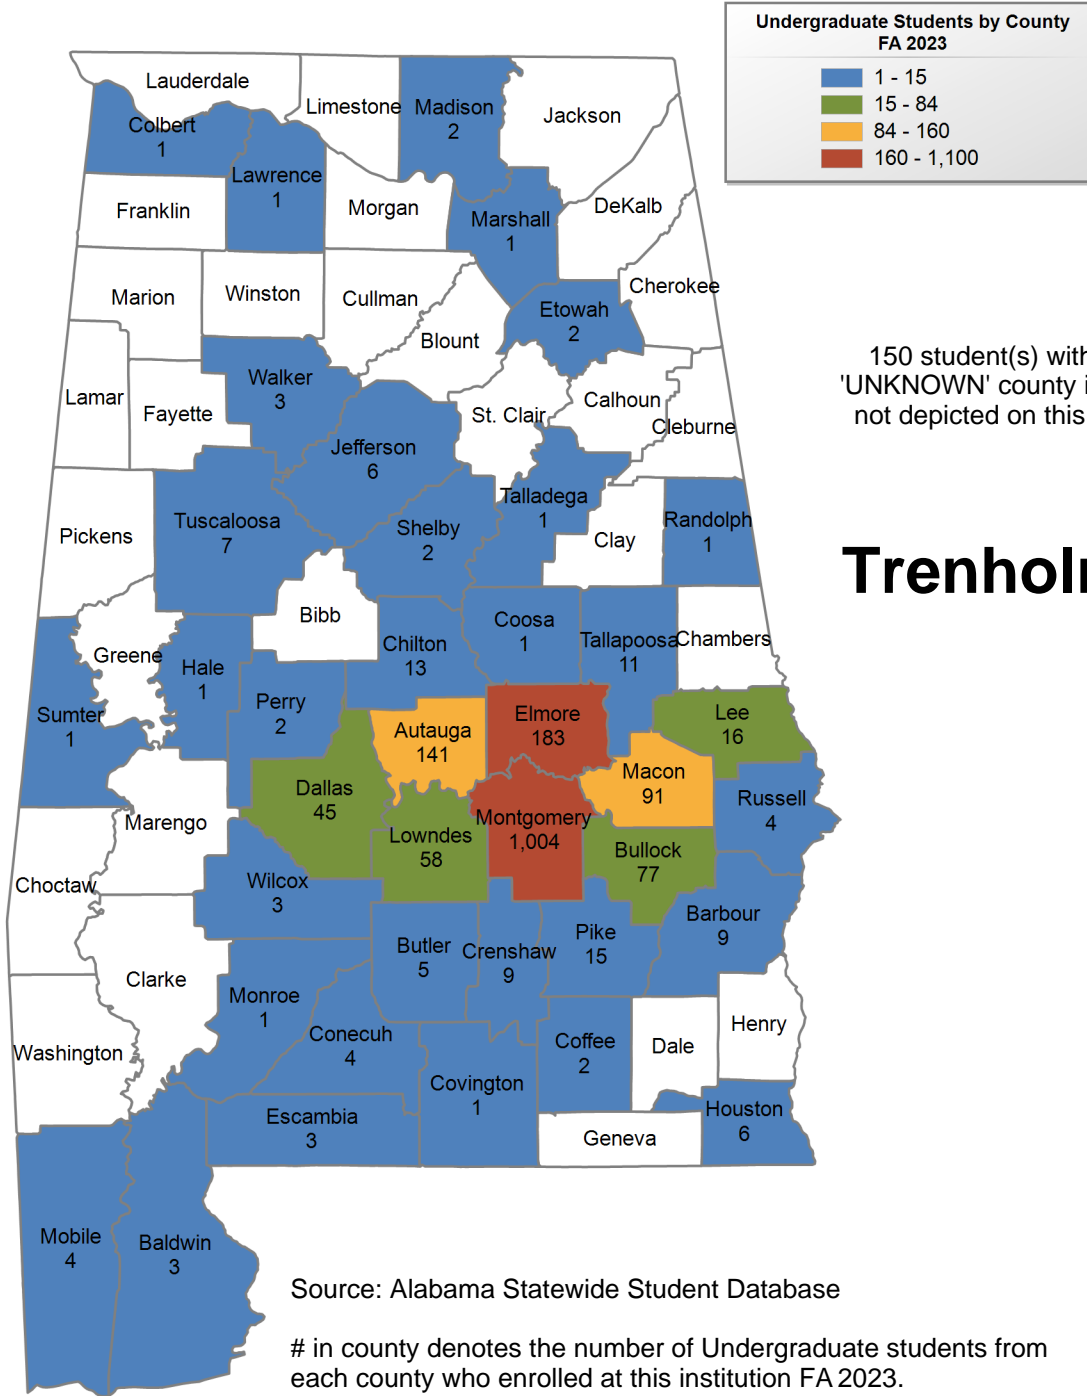 Undergraduate Students by County
FA 2023
1 - 15
15 - 84
84 - 160
160 - 1,100
Lauderdale
Limestone
Madison
2
Jackson
Colbert
1
Lawrence
1
Franklin
Morgan
Marshall
1
DeKalb
Marion
Winston
Cullman
Cherokee
Etowah
2
Blount
150 student(s) with
'UNKNOWN' county i
not depicted on this
Walker
3
Lamar
Fayette
St. Clair
Calhoun
Cleburne
Jefferson
6
Talladega
1
Pickens
Tuscaloosa
7
Shelby
2
Clay
Randolph
1
Trenholm
Bibb
Coosa
1
Tallapoosa
11
Chambers
Chilton
13
Greene
Hale
1
Sumter
1
Perry
2
Autauga
141
Elmore
183
Lee
16
Dallas
45
Macon
91
Russell
4
Marengo
Lowndes
58
Montgomery
1,004
Bullock
77
Choctaw
Wilcox
3
Barbour
9
Butler
5
Crenshaw
9
Pike
15
Clarke
Monroe
1
Conecuh
4
Washington
Coffee
2
Dale
Henry
Covington
1
Escambia
3
Geneva
Houston
6
Mobile
4
Baldwin
3
Source: Alabama Statewide Student Database
# in county denotes the number of Undergraduate students from
each county who enrolled at this institution FA 2023.